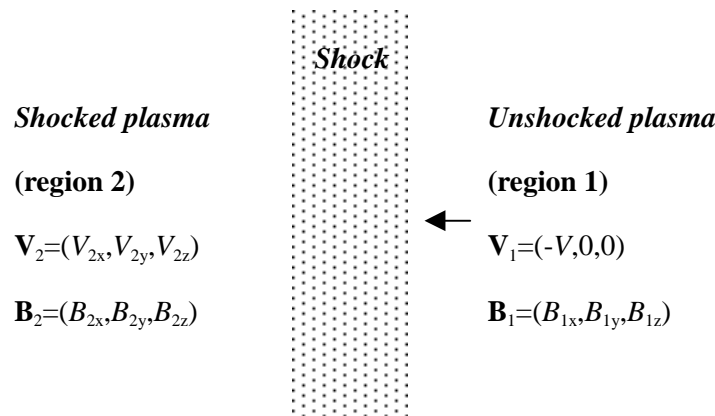 Shock
Shocked plasma
Unshocked plasma
(region 2)
(region 1)
V₂=(V₂ₓ,V₂y,V₂z)
V₁=(-V,0,0)
B₂=(B₂ₓ,B₂y,B₂z)
B₁=(B₁ₓ,B₁y,B₁z)